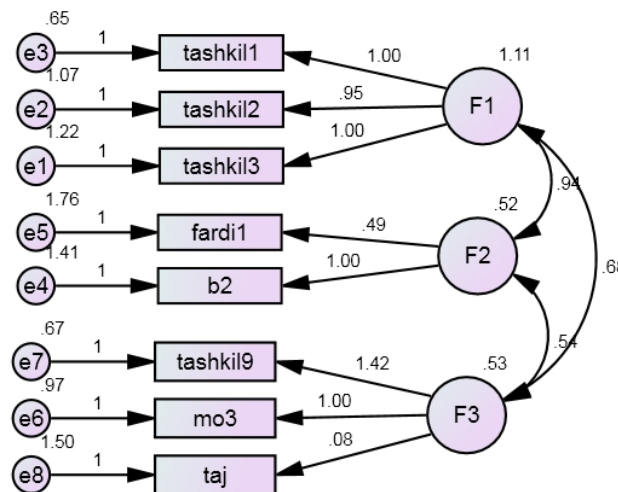 .65
e3 1 tashkil1 1.00 1.11
1.07
e2 1 tashkil2 .95 F1
1.22
e1 1 tashkil3 1.00
.94
1.76 .52
e5 1 fardi1 .49
1.41 F2
e4 1 b2 1.00
.68
.67
e7 1 tashkil9 1.42 .53 .54
.97
e6 1 mo3 1.00 F3
1.50
e8 1 taj .08